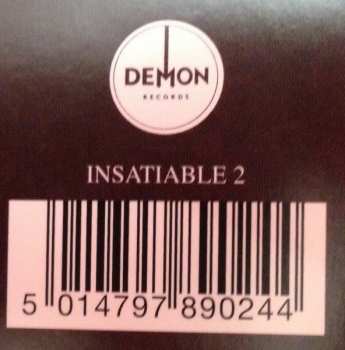 DEMON
RECORDS
INSATIABLE 2
5 014797 890244